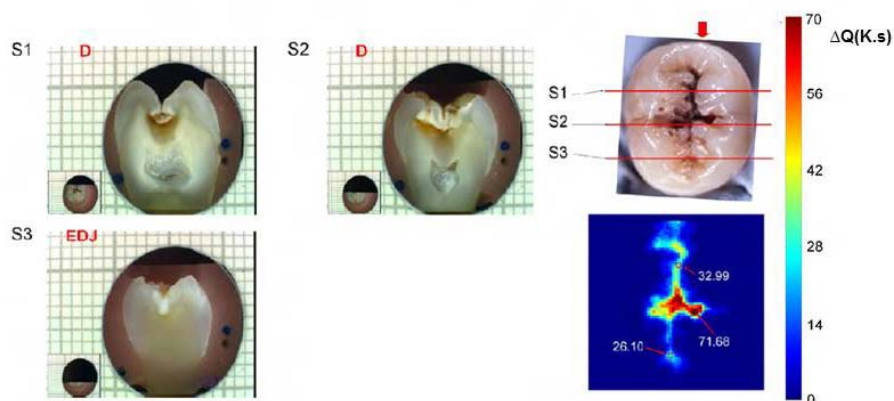 S1
D
S2
D
S3
EDJ
S1
S2
S3
32.99
71.68
26.10
70
56
42
28
14
0
ΔQ(K.s)